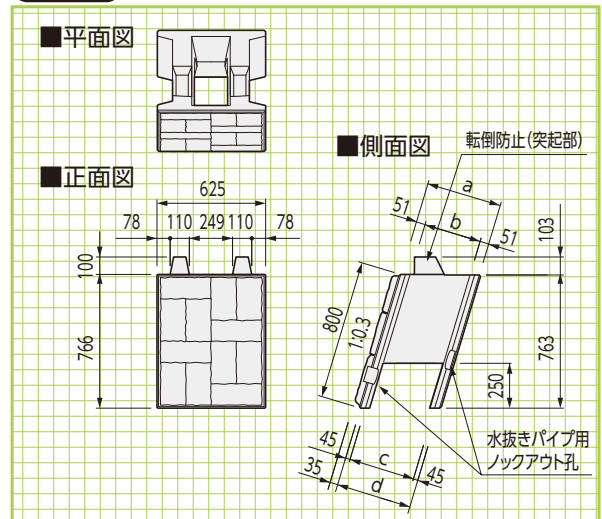 ■平面図
■正面図
625
78 110 249 110 78
100
766
■側面図
転倒防止(突起部)
a
51 b 51
103
800
1:0.3
763
250
45 c 45
35 d
水抜きパイプ用
ノックアウト孔